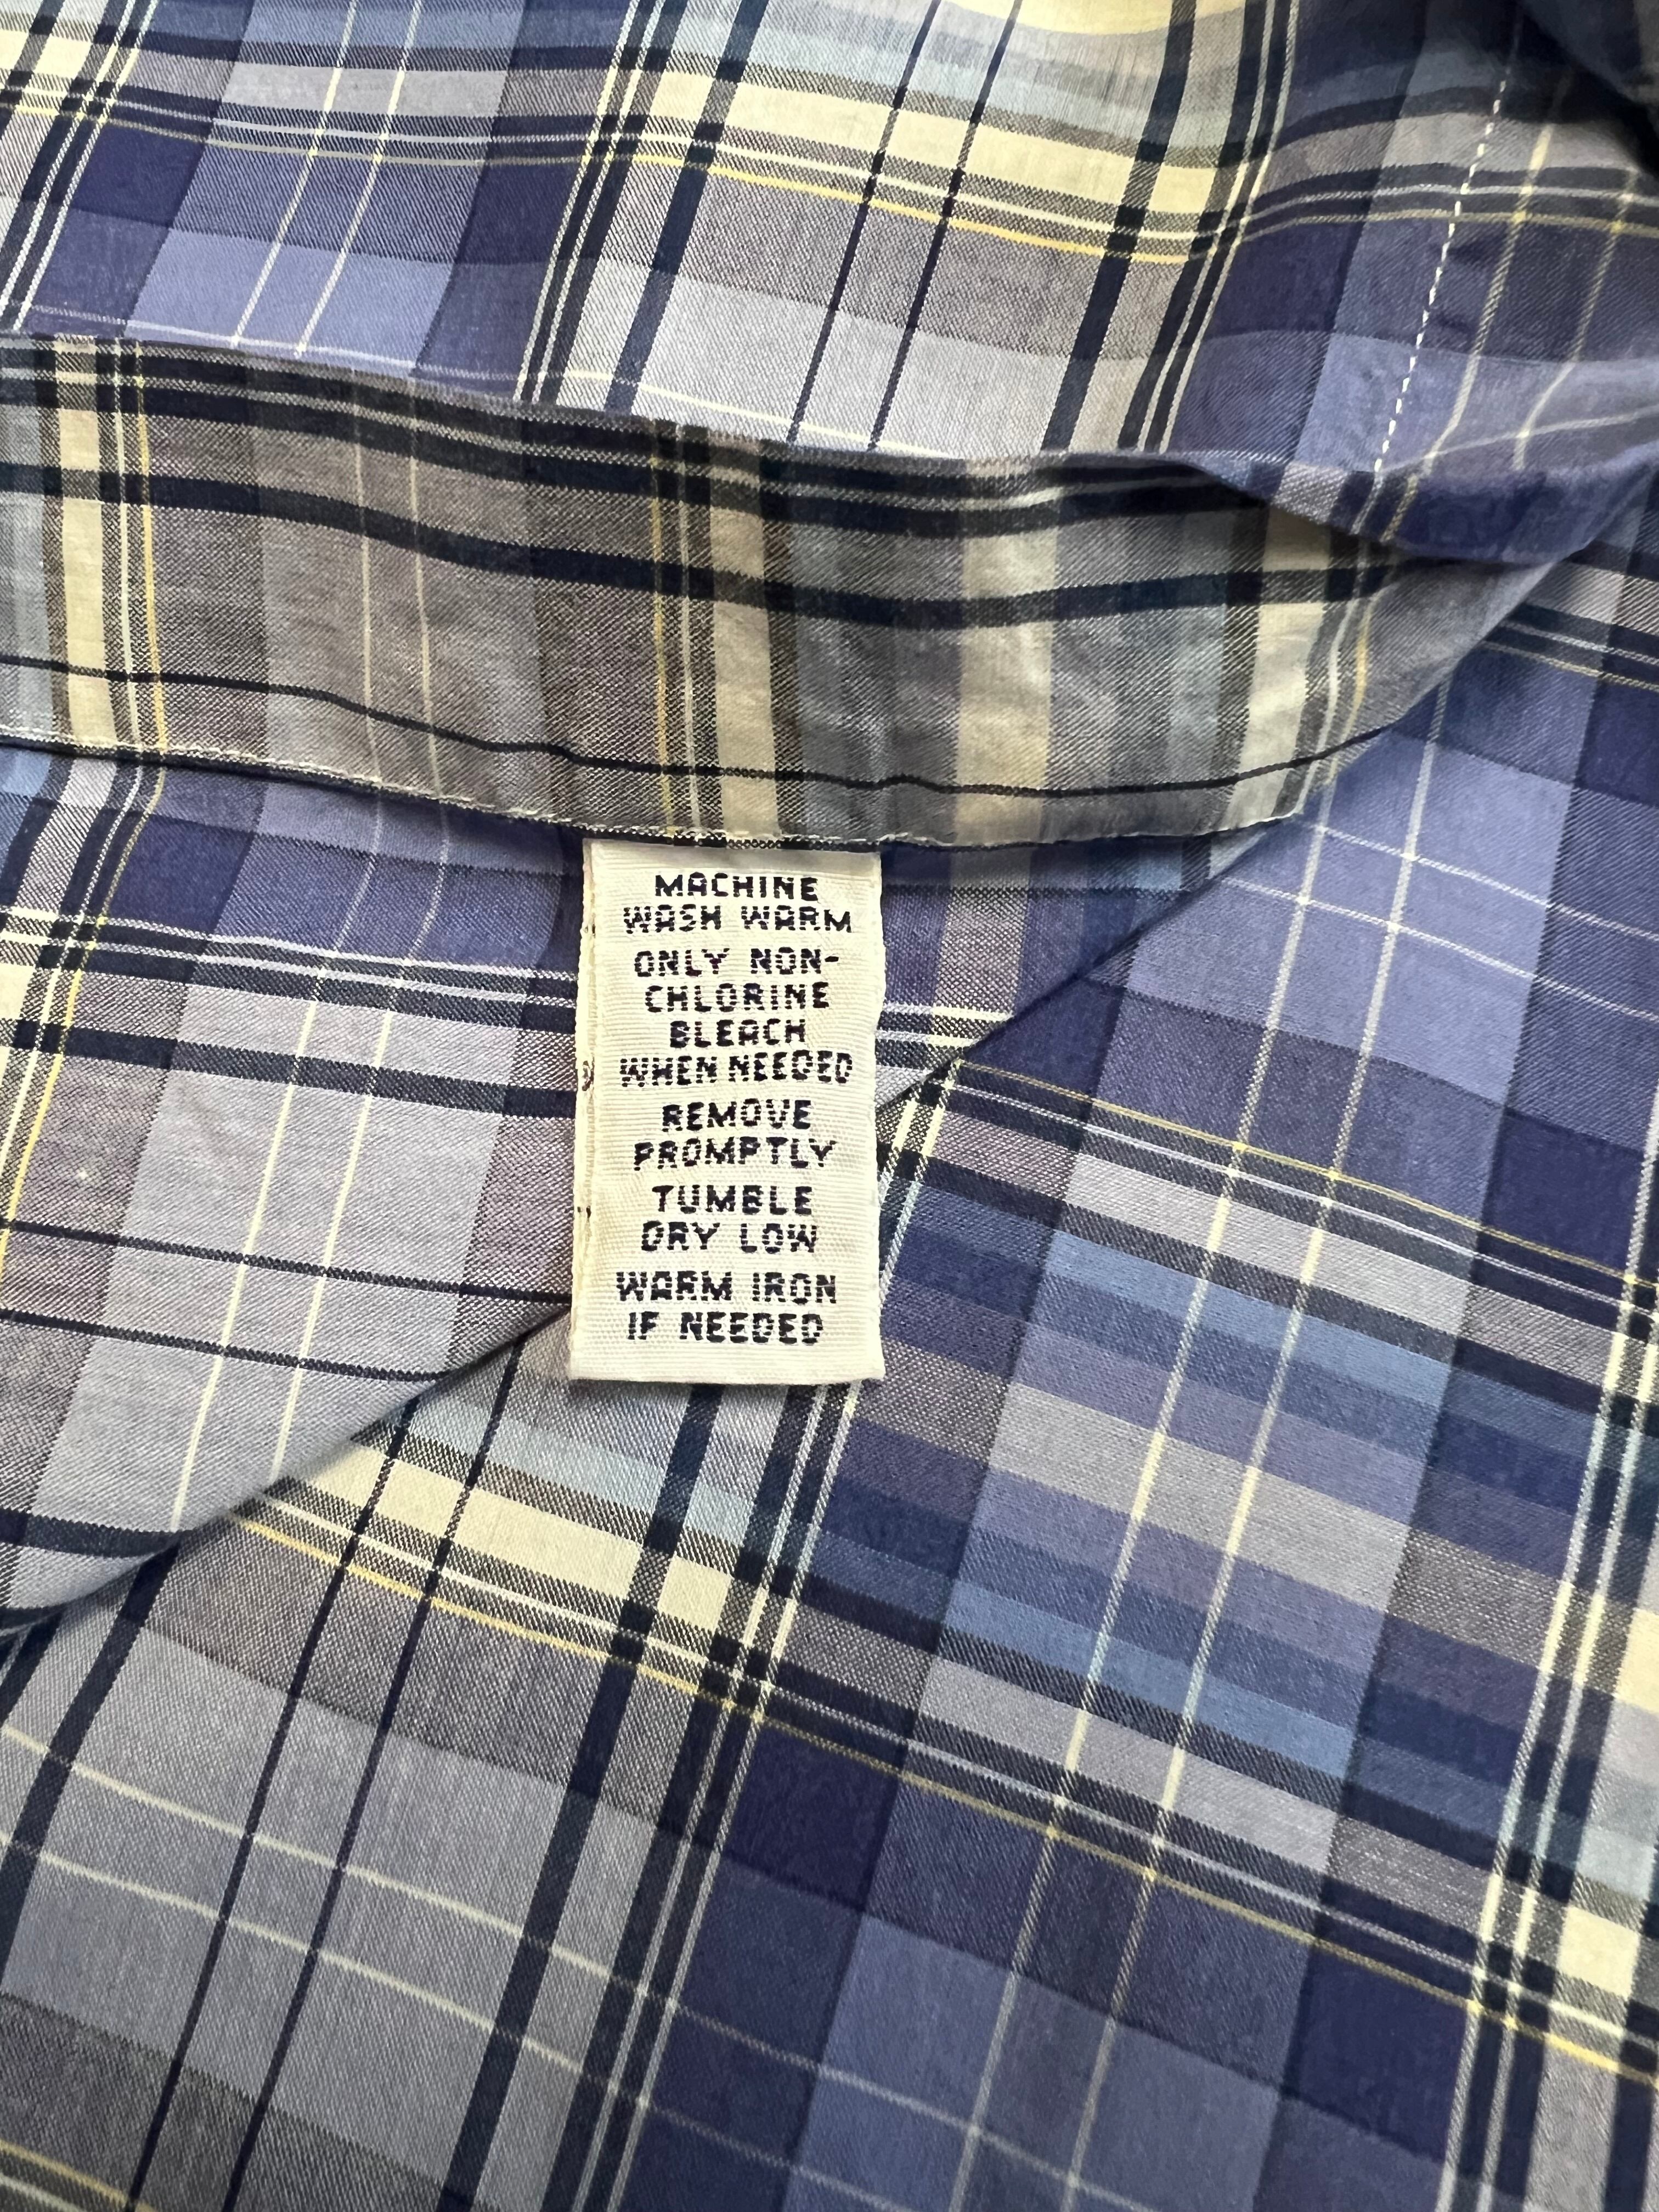 MACHINE
WASH WARM
ONLY NON-
CHLORINE
BLEACH
WHEN NEEDED
REMOVE
PROMPTLY
TUMBLE
DRY LOW
WARM IRON
IF NEEDED